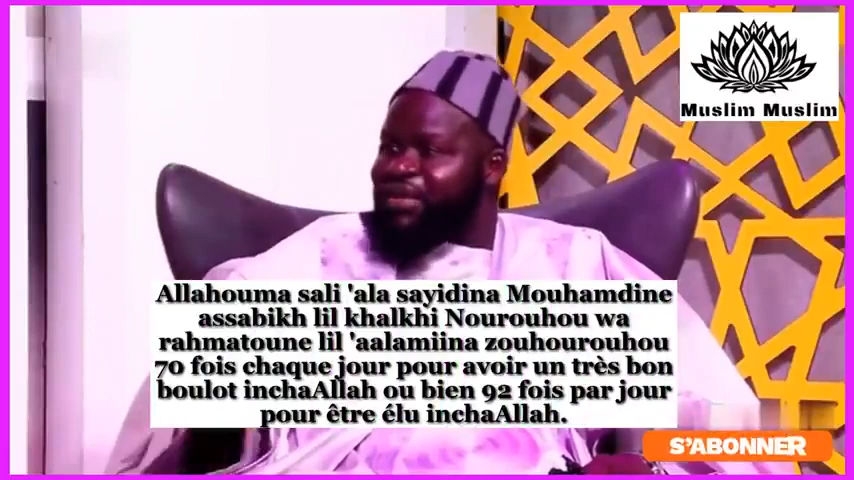 Muslim Muslim
Allahouma sali 'ala sayidina Mouhamdine
assabikh lil khalkhi Nourouhou wa
rahmatoune lil 'aalamiina zouhourouhou
70 fois chaque jour pour avoir un très bon
boulot inchaAllah ou bien 92 fois par jour
pour être élu inchaAllah.
S'ABONNER